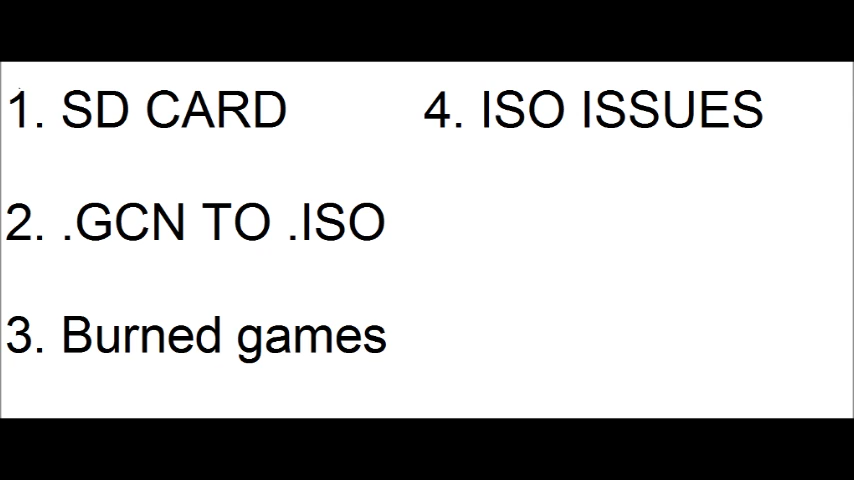 1. SD CARD
2. .GCN TO .ISO
3. Burned games
4. ISO ISSUES